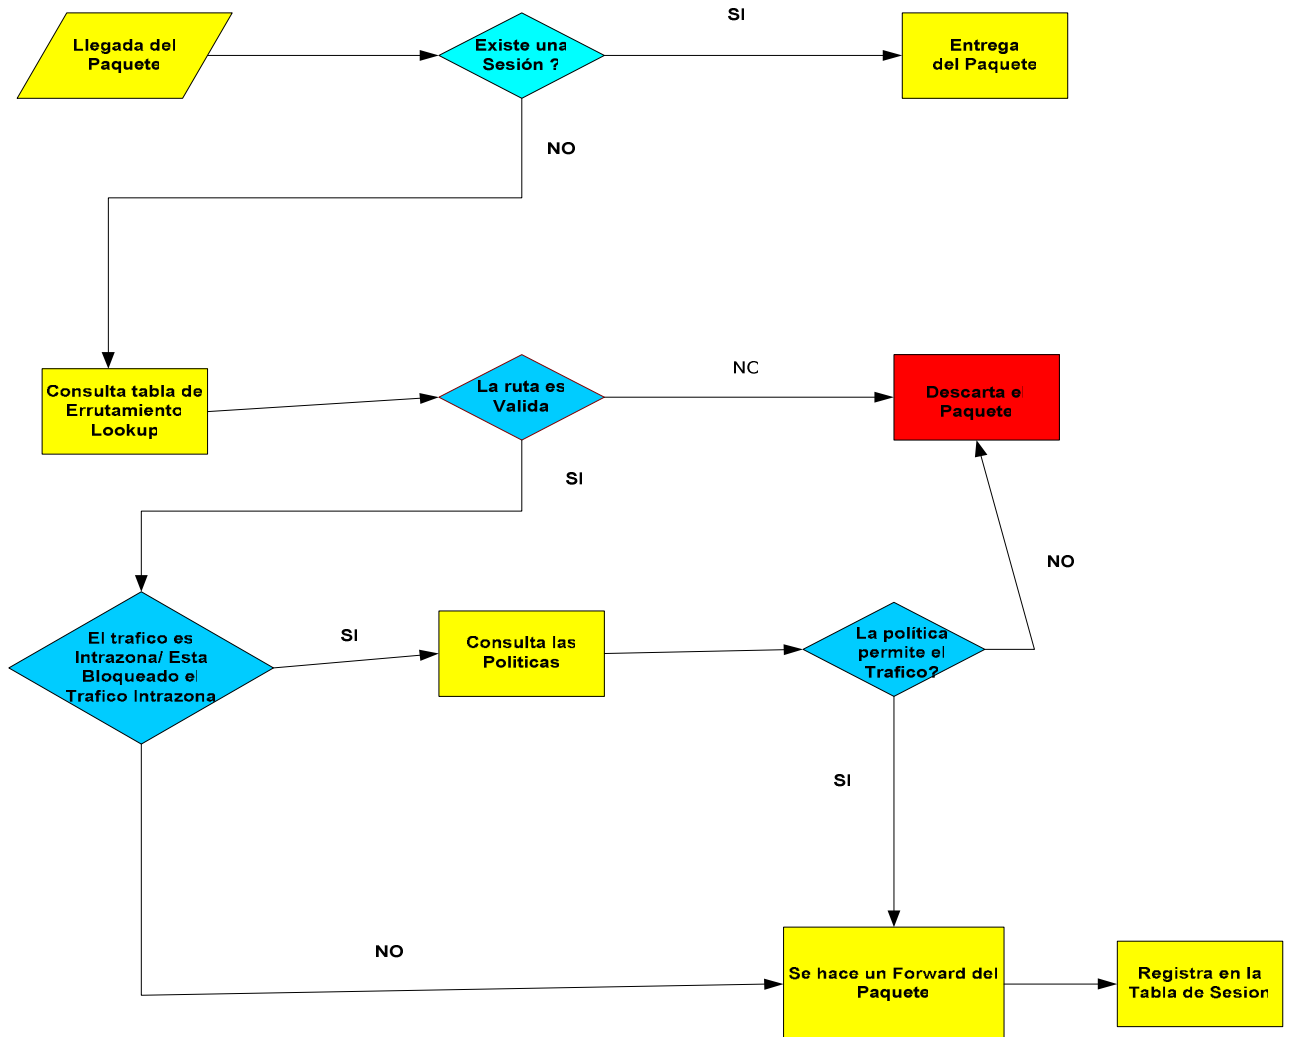 Llegada del
Paquete
Existe una
Sesión ?
SI
Entrega
del Paquete
NO
Consulta tabla de
Errutamiento
Lookup
La ruta es
Valida
NC
Descarta el
Paquete
SI
NO
El trafico es
Intrazona/ Esta
Bloqueado el
Trafico Intrazona
SI
Consulta las
Politicas
La política
permite el
Trafico?
SI
NO
Se hace un Forward del
Paquete
Registra en la
Tabla de Sesion